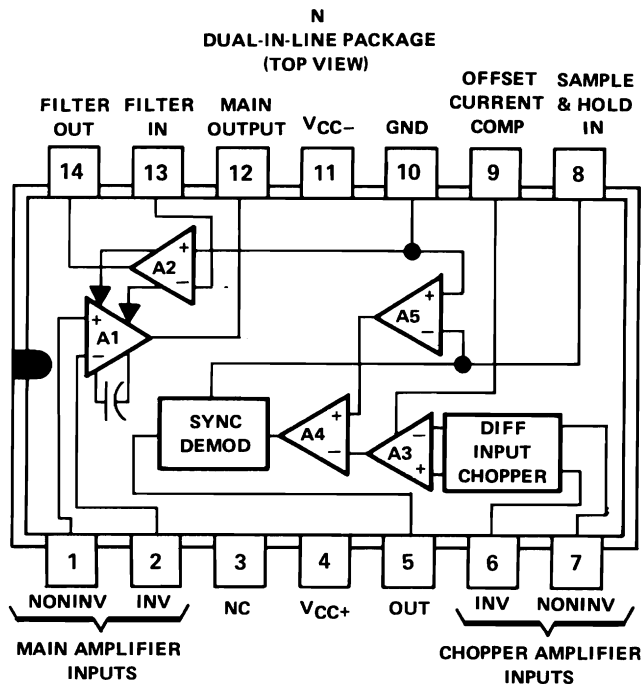 N
DUAL-IN-LINE PACKAGE
(TOP VIEW)
FILTER OUT
FILTER IN
MAIN OUTPUT
VCC−
GND
OFFSET CURRENT COMP
SAMPLE & HOLD IN
14 13 12 11 10 9 8
+
A2
−
+
A1
−
+
A5
−
SYNC
DEMOD
+
A4
−
−
A3
+
DIFF
INPUT
CHOPPER
1 2 3 4 5 6 7
NONINV INV NC VCC+ OUT INV NONINV
MAIN AMPLIFIER
INPUTS
CHOPPER AMPLIFIER
INPUTS